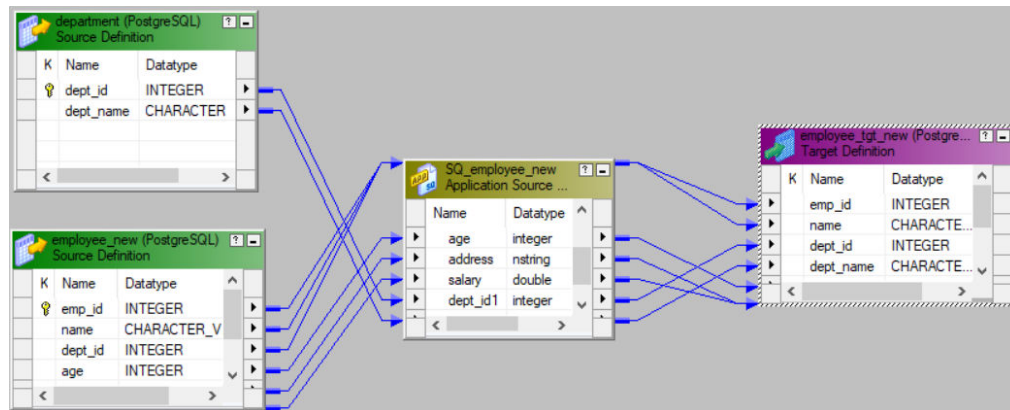 department (PostgreSQL)
Source Definition
K Name Datatype
dept_id INTEGER
dept_name CHARACTER
employee_new (PostgreSQL)
Source Definition
K Name Datatype
emp_id INTEGER
name CHARACTER_V
dept_id INTEGER
age INTEGER
SQ_employee_new
Application Source ...
Name Datatype
age integer
address nstring
salary double
dept_id1 integer
employee_tgt_new (Postgre...
Target Definition
K Name Datatype
emp_id INTEGER
name CHARACTE...
dept_id INTEGER
dept_name CHARACTE...